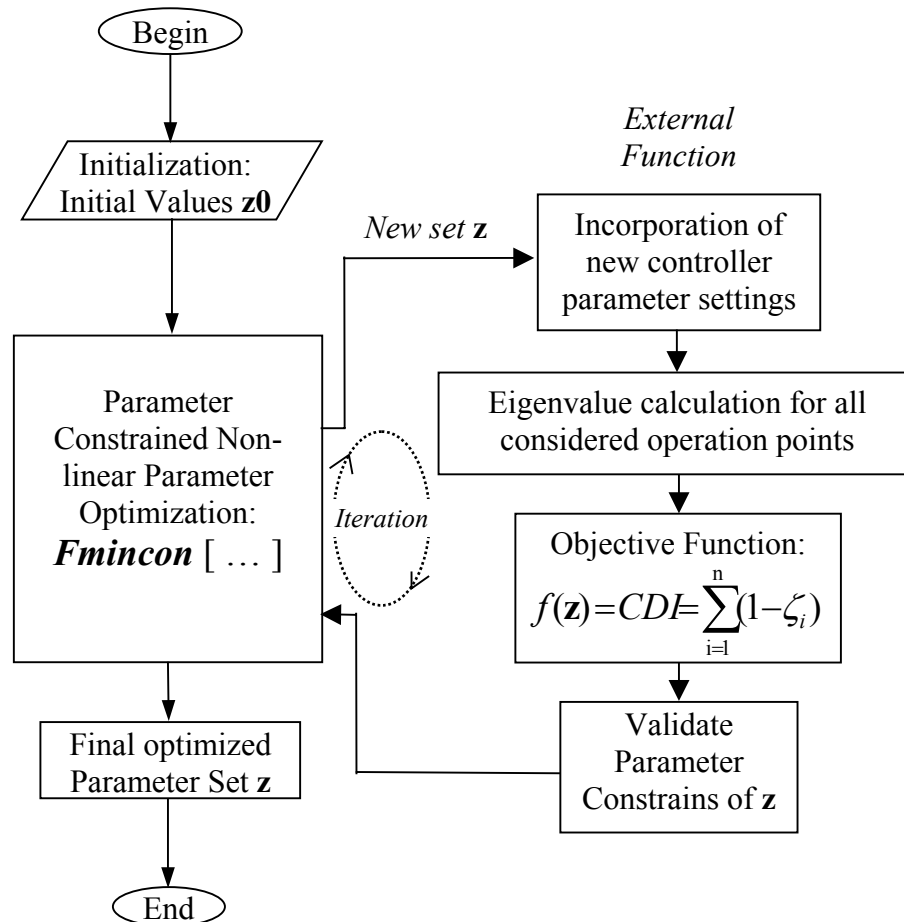 Begin
Initialization:
Initial Values z0
Parameter
Constrained Non-
linear Parameter
Optimization:
Fmincon [ … ]
Final optimized
Parameter Set z
End
New set z
Iteration
External
Function
Incorporation of
new controller
parameter settings
Eigenvalue calculation for all
considered operation points
Objective Function:
f(z)=CDI=∑(1−ζᵢ)
n
i=1
Validate
Parameter
Constrains of z